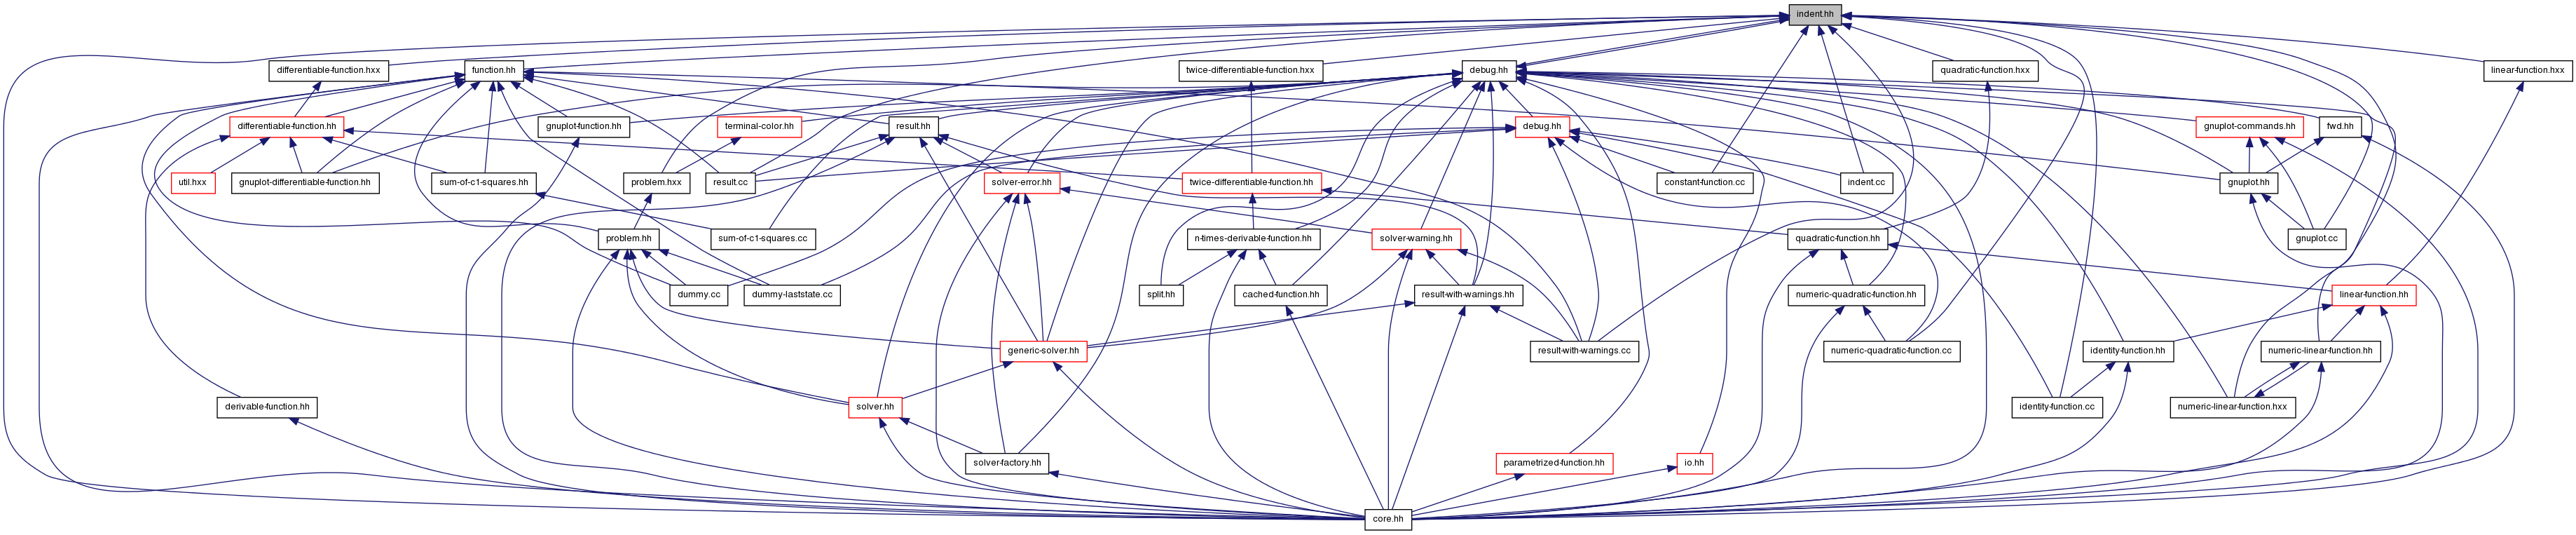 indent.hh
differentiable-function.hxx
function.hh
twice-differentiable-function.hxx
debug.hh
quadratic-function.hxx
linear-function.hxx
differentiable-function.hh
gnuplot-function.hh
terminal-color.hh
result.hh
debug.hh
gnuplot-commands.hh
fwd.hh
util.hxx
gnuplot-differentiable-function.hh
sum-of-c1-squares.hh
problem.hxx
result.cc
solver-error.hh
twice-differentiable-function.hh
constant-function.cc
indent.cc
gnuplot.hh
problem.hh
sum-of-c1-squares.cc
n-times-derivable-function.hh
solver-warning.hh
quadratic-function.hh
gnuplot.cc
dummy.cc
dummy-laststate.cc
split.hh
cached-function.hh
result-with-warnings.hh
numeric-quadratic-function.hh
linear-function.hh
generic-solver.hh
result-with-warnings.cc
numeric-quadratic-function.cc
identity-function.hh
numeric-linear-function.hh
derivable-function.hh
solver.hh
identity-function.cc
numeric-linear-function.hxx
solver-factory.hh
parametrized-function.hh
io.hh
core.hh